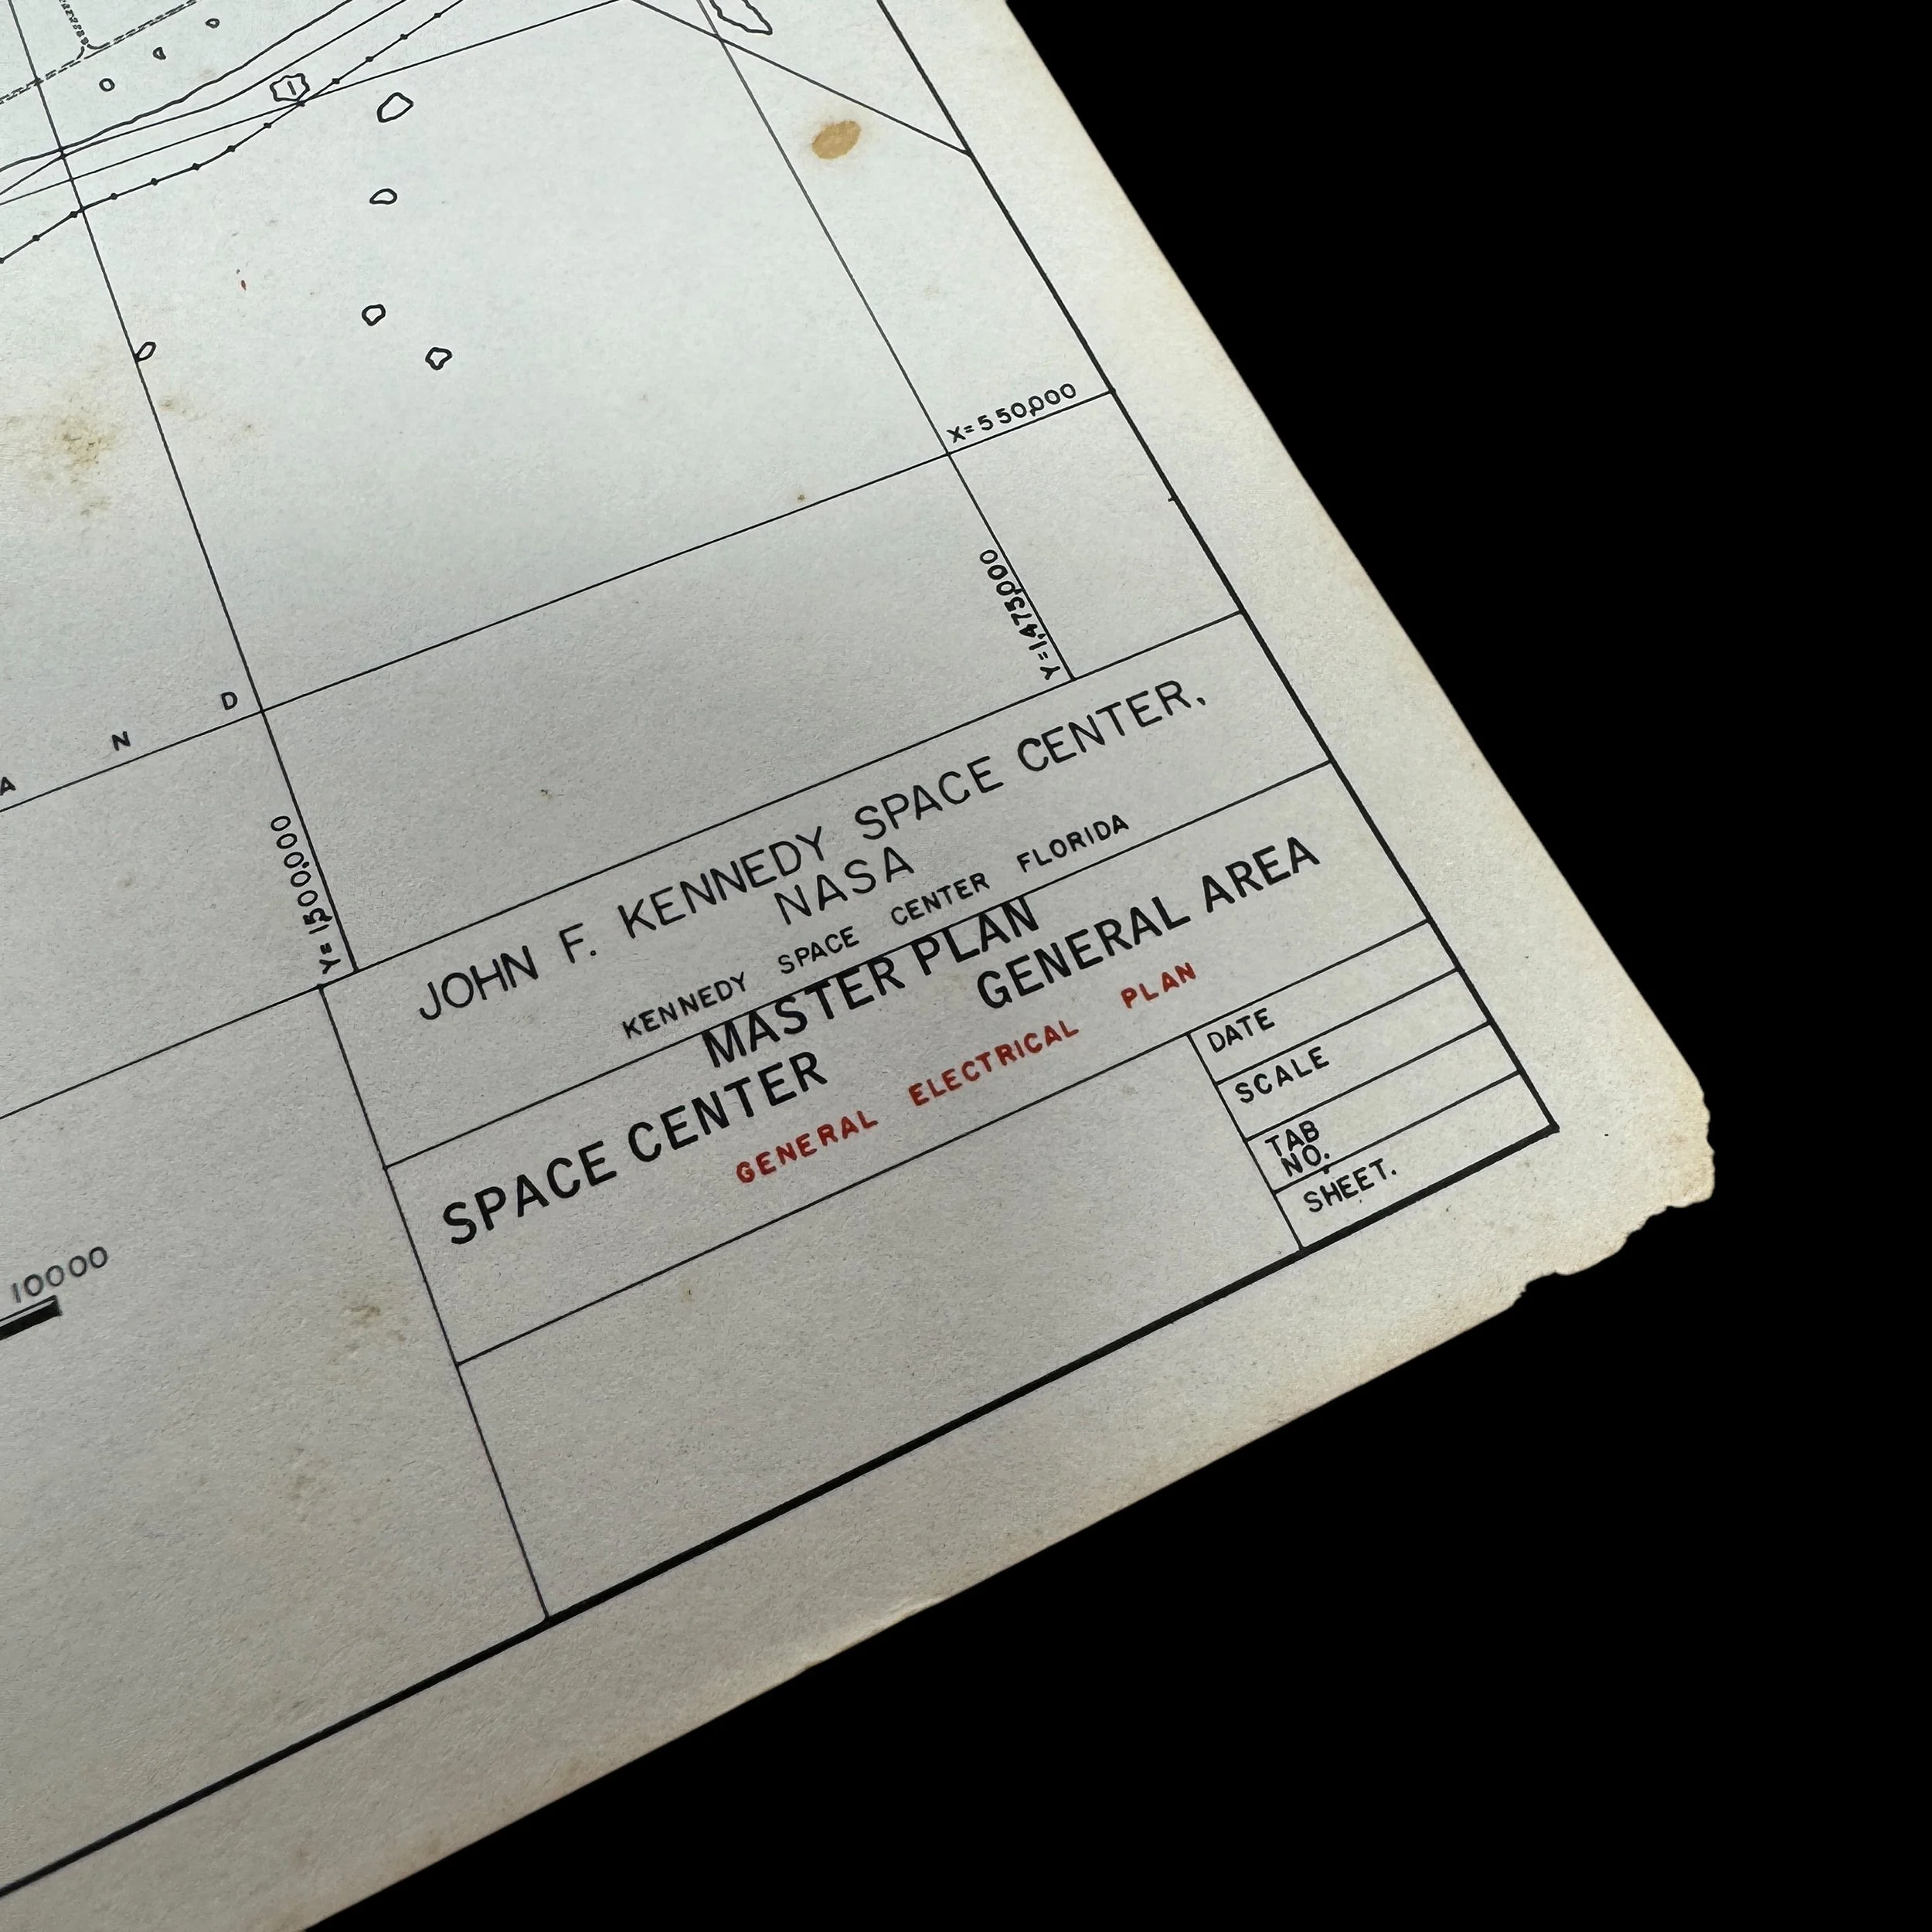 X=550,000
Y=1,475,000
A N D
Y=1,500,000
JOHN F. KENNEDY SPACE CENTER,
NASA
KENNEDY SPACE CENTER FLORIDA
MASTER PLAN
SPACE CENTER GENERAL AREA
GENERAL ELECTRICAL PLAN
DATE
SCALE
TAB
NO.
SHEET.
10000